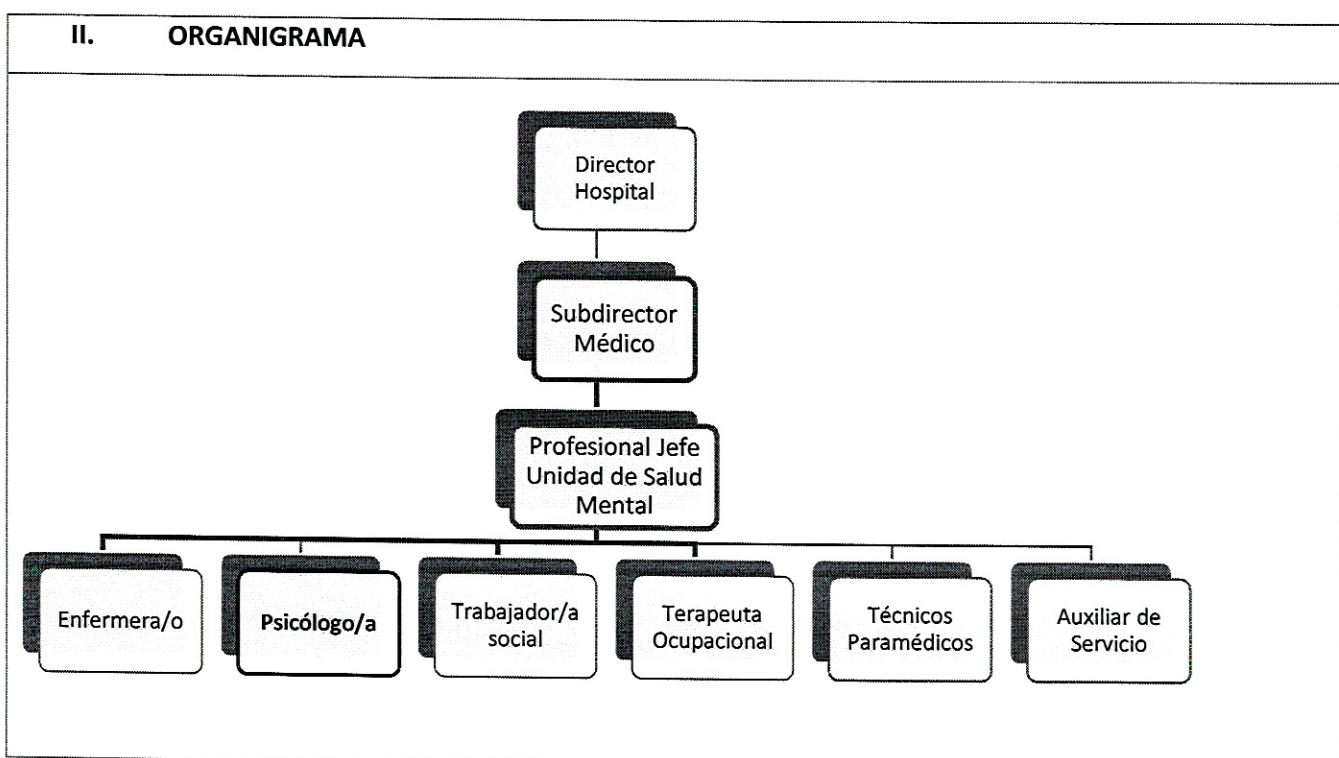 II. ORGANIGRAMA
Director
Hospital
Subdirector
Médico
Profesional Jefe
Unidad de Salud
Mental
Enfermera/o
Psicólogo/a
Trabajador/a
social
Terapeuta
Ocupacional
Técnicos
Paramédicos
Auxiliar de
Servicio